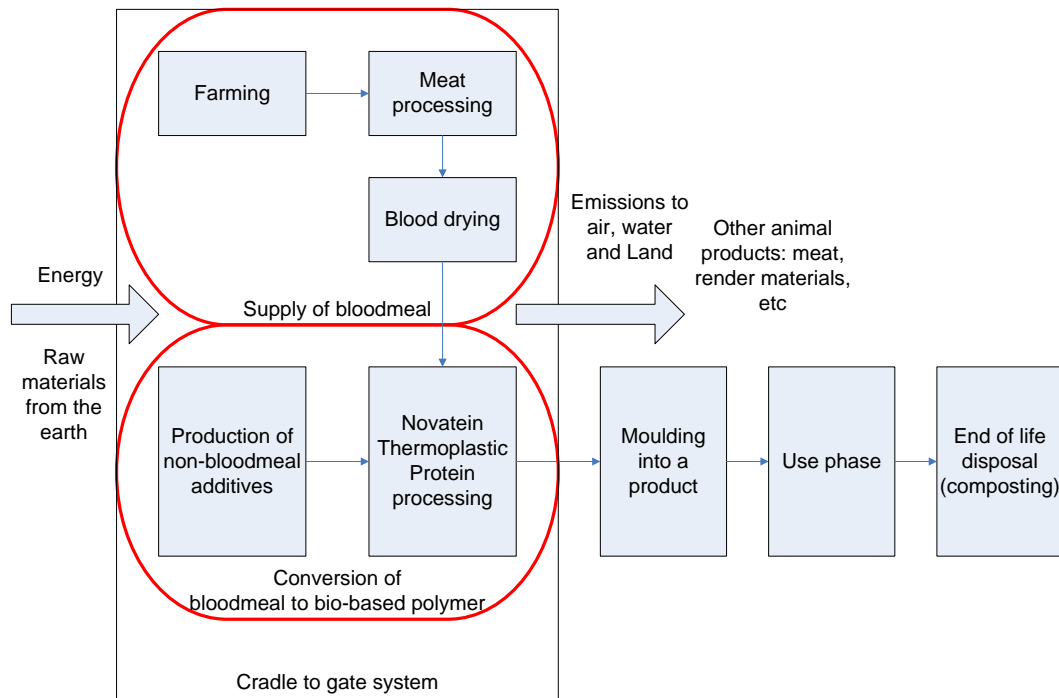 Farming
Meat
processing
Blood drying
Emissions to
air, water
and Land
Other animal
products: meat,
render materials,
etc
Energy
Supply of bloodmeal
Raw
materials
from the
earth
Production of
non-bloodmeal
additives
Novatein
Thermoplastic
Protein
processing
Moulding
into a
product
Use phase
End of life
disposal
(composting)
Conversion of
bloodmeal to bio-based polymer
Cradle to gate system